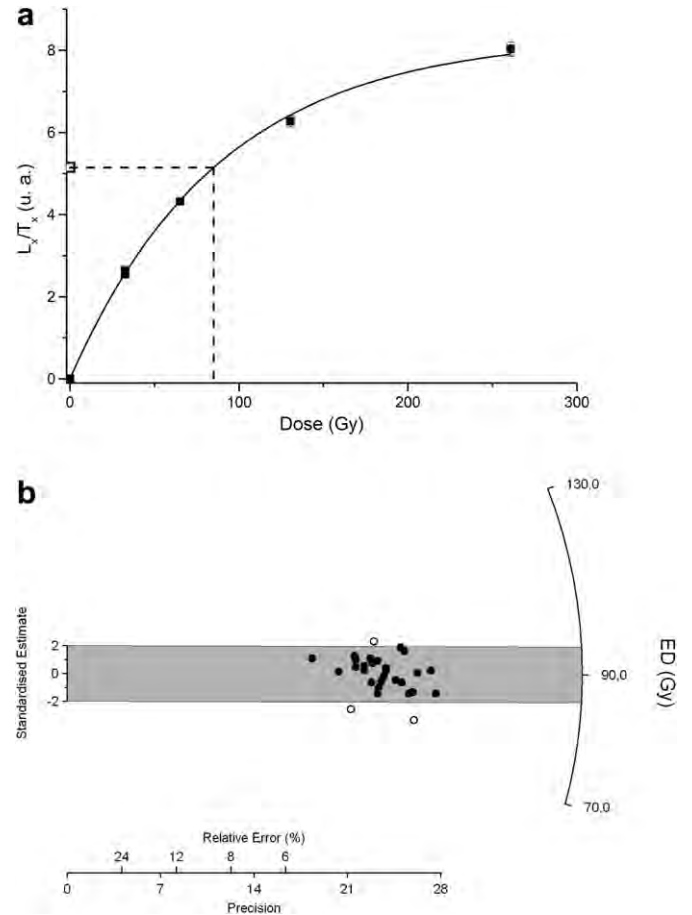 a
8
6
4
2
0
Lx/Tx (u. a.)
0 100 200 300
Dose (Gy)
b
130,0
Standardised Estimate
2
0
-2
90,0
ED (Gy)
70,0
Relative Error (%)
24 12 8 6
0 7 14 21 28
Precision